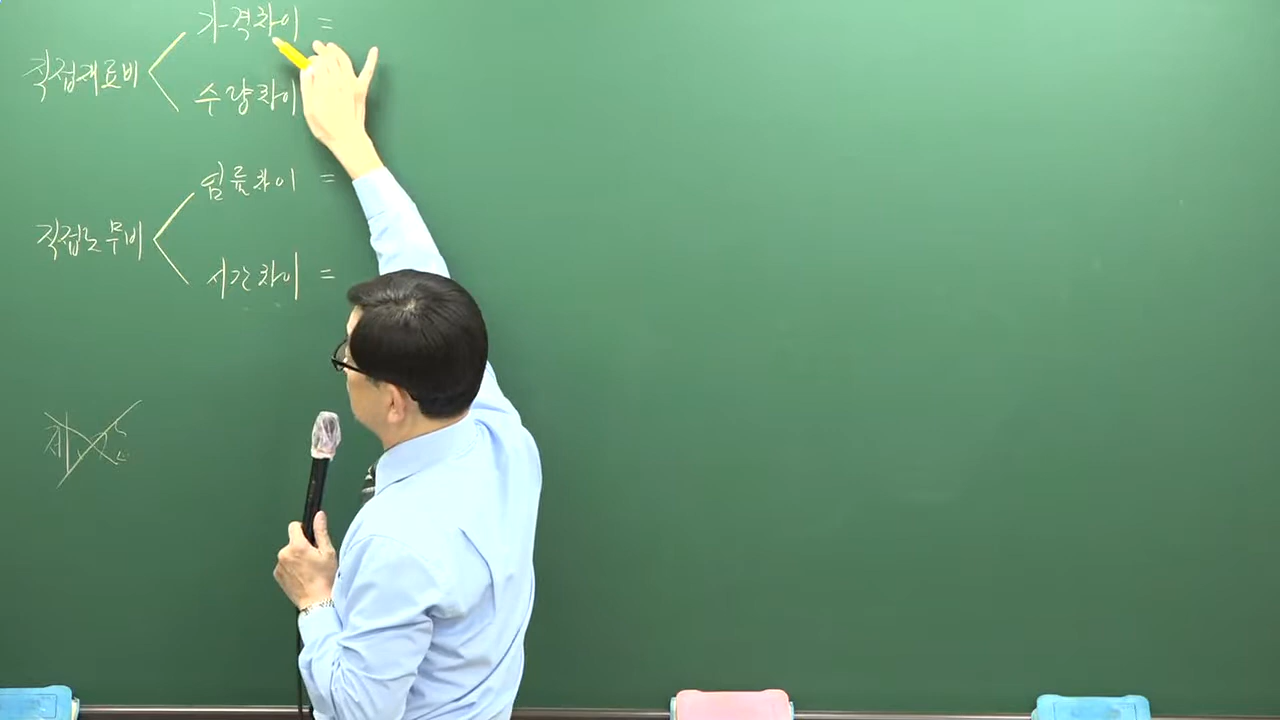 가격차이 =
직접재료비
수량차이
임률차이 =
직접노무비
시간차이 =